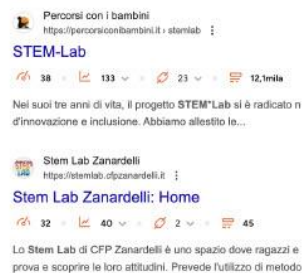 Percorsi con i bambini
https://percorsiconibambini.it › stemlab
STEM-Lab
38 133 23 12,1mila
Nei suoi tre anni di vita, il progetto STEM*Lab si è radicato n
d'innovazione e inclusione. Abbiamo allestito le...
Stem Lab Zanardelli
https://stemlab.cfpzanardelli.it
Stem Lab Zanardelli: Home
32 40 2 45
Lo Stem Lab di CFP Zanardelli è uno spazio dove ragazzi e
prova e scoprire le loro attitudini. Prevede l'utilizzo di metodo